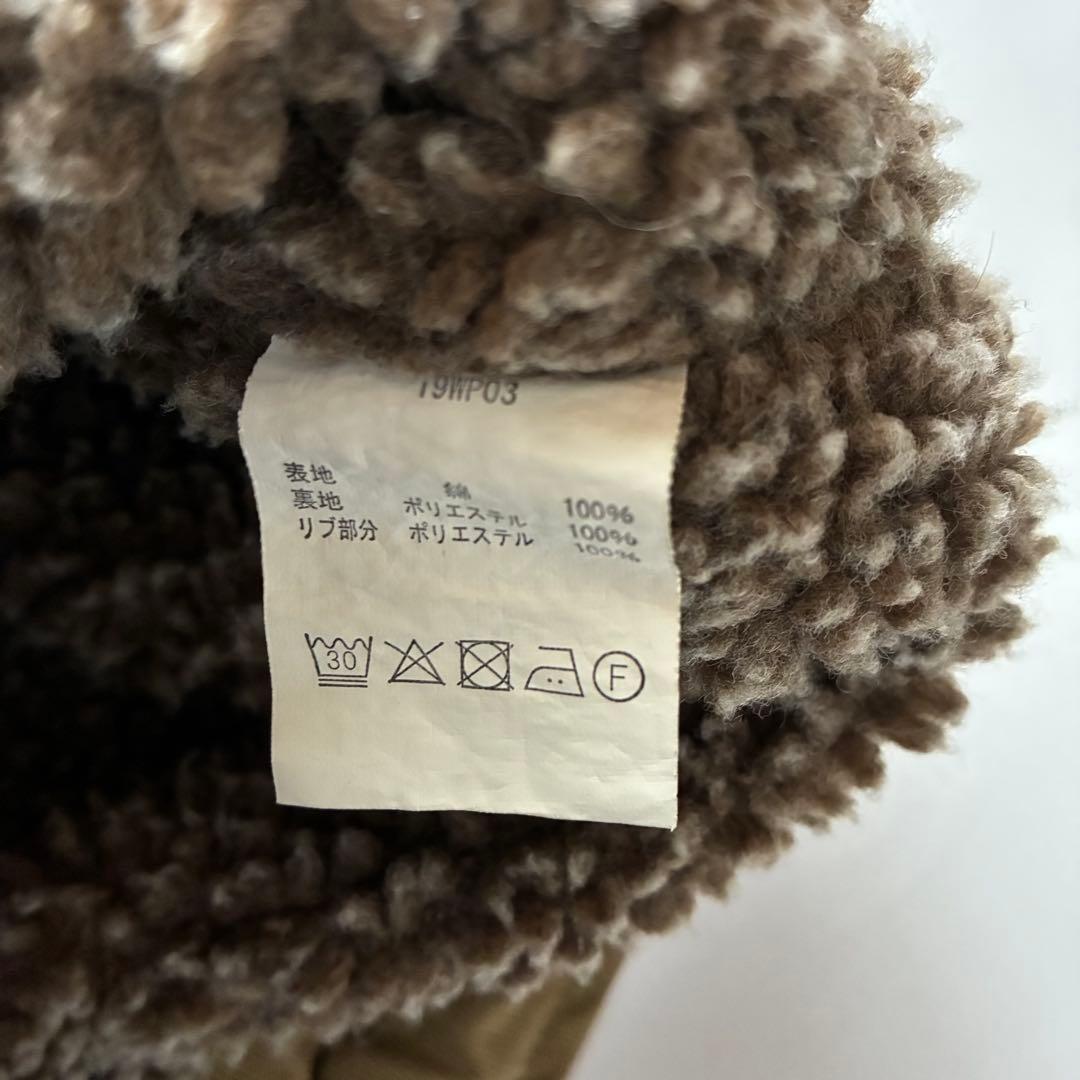 19WP03
表地 綿 100%
裏地 ポリエステル 100%
リブ部分 ポリエステル 100%
30
F